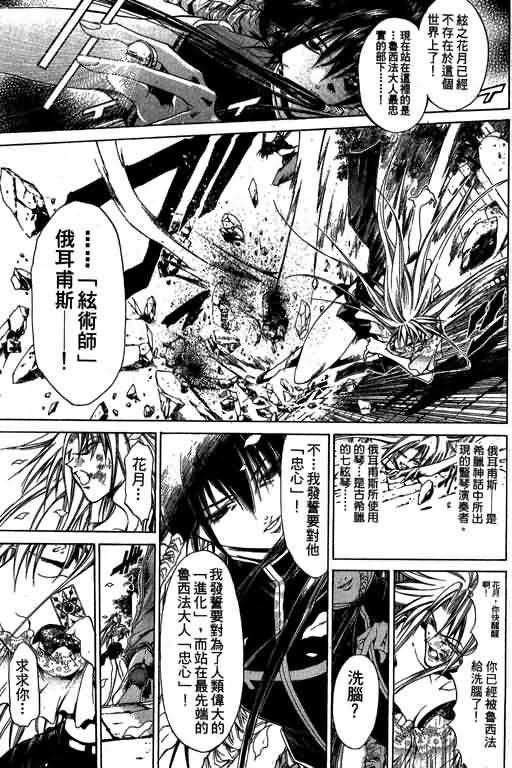 絃之花月已經
不存在於這個
世界上了！
現在站在這裡的是
…魯西法大人最忠
實的部下……！
……「絃術師」
俄耳甫斯——！
俄耳甫斯是
希臘神話中所出
現的豎琴演奏者。
俄耳甫斯所使用
的琴…是古希臘
的七絃琴……
不…我發誓要對他
「忠心」！
花月…
花月，你快醒醒
啊！
你已經被魯西法
給洗腦了！
洗腦？
我發誓要對為了人類偉大的
「進化」，而站在最先端的
魯西法大人「忠心」！
求求你…